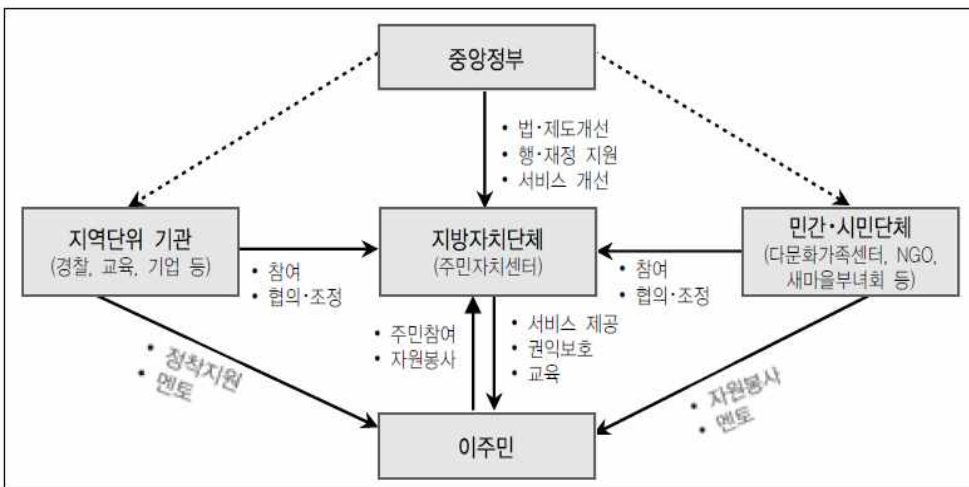 중앙정부
• 법·제도개선
• 행·재정 지원
• 서비스 개선
지역단위 기관
(경찰, 교육, 기업 등)
• 참여
• 협의·조정
지방자치단체
(주민자치센터)
• 참여
• 협의·조정
민간·시민단체
(다문화가족센터, NGO,
새마을부녀회 등)
• 정착지원
• 멘토
• 주민참여
• 자원봉사
• 서비스 제공
• 권익보호
• 교육
• 자원봉사
• 멘토
이주민